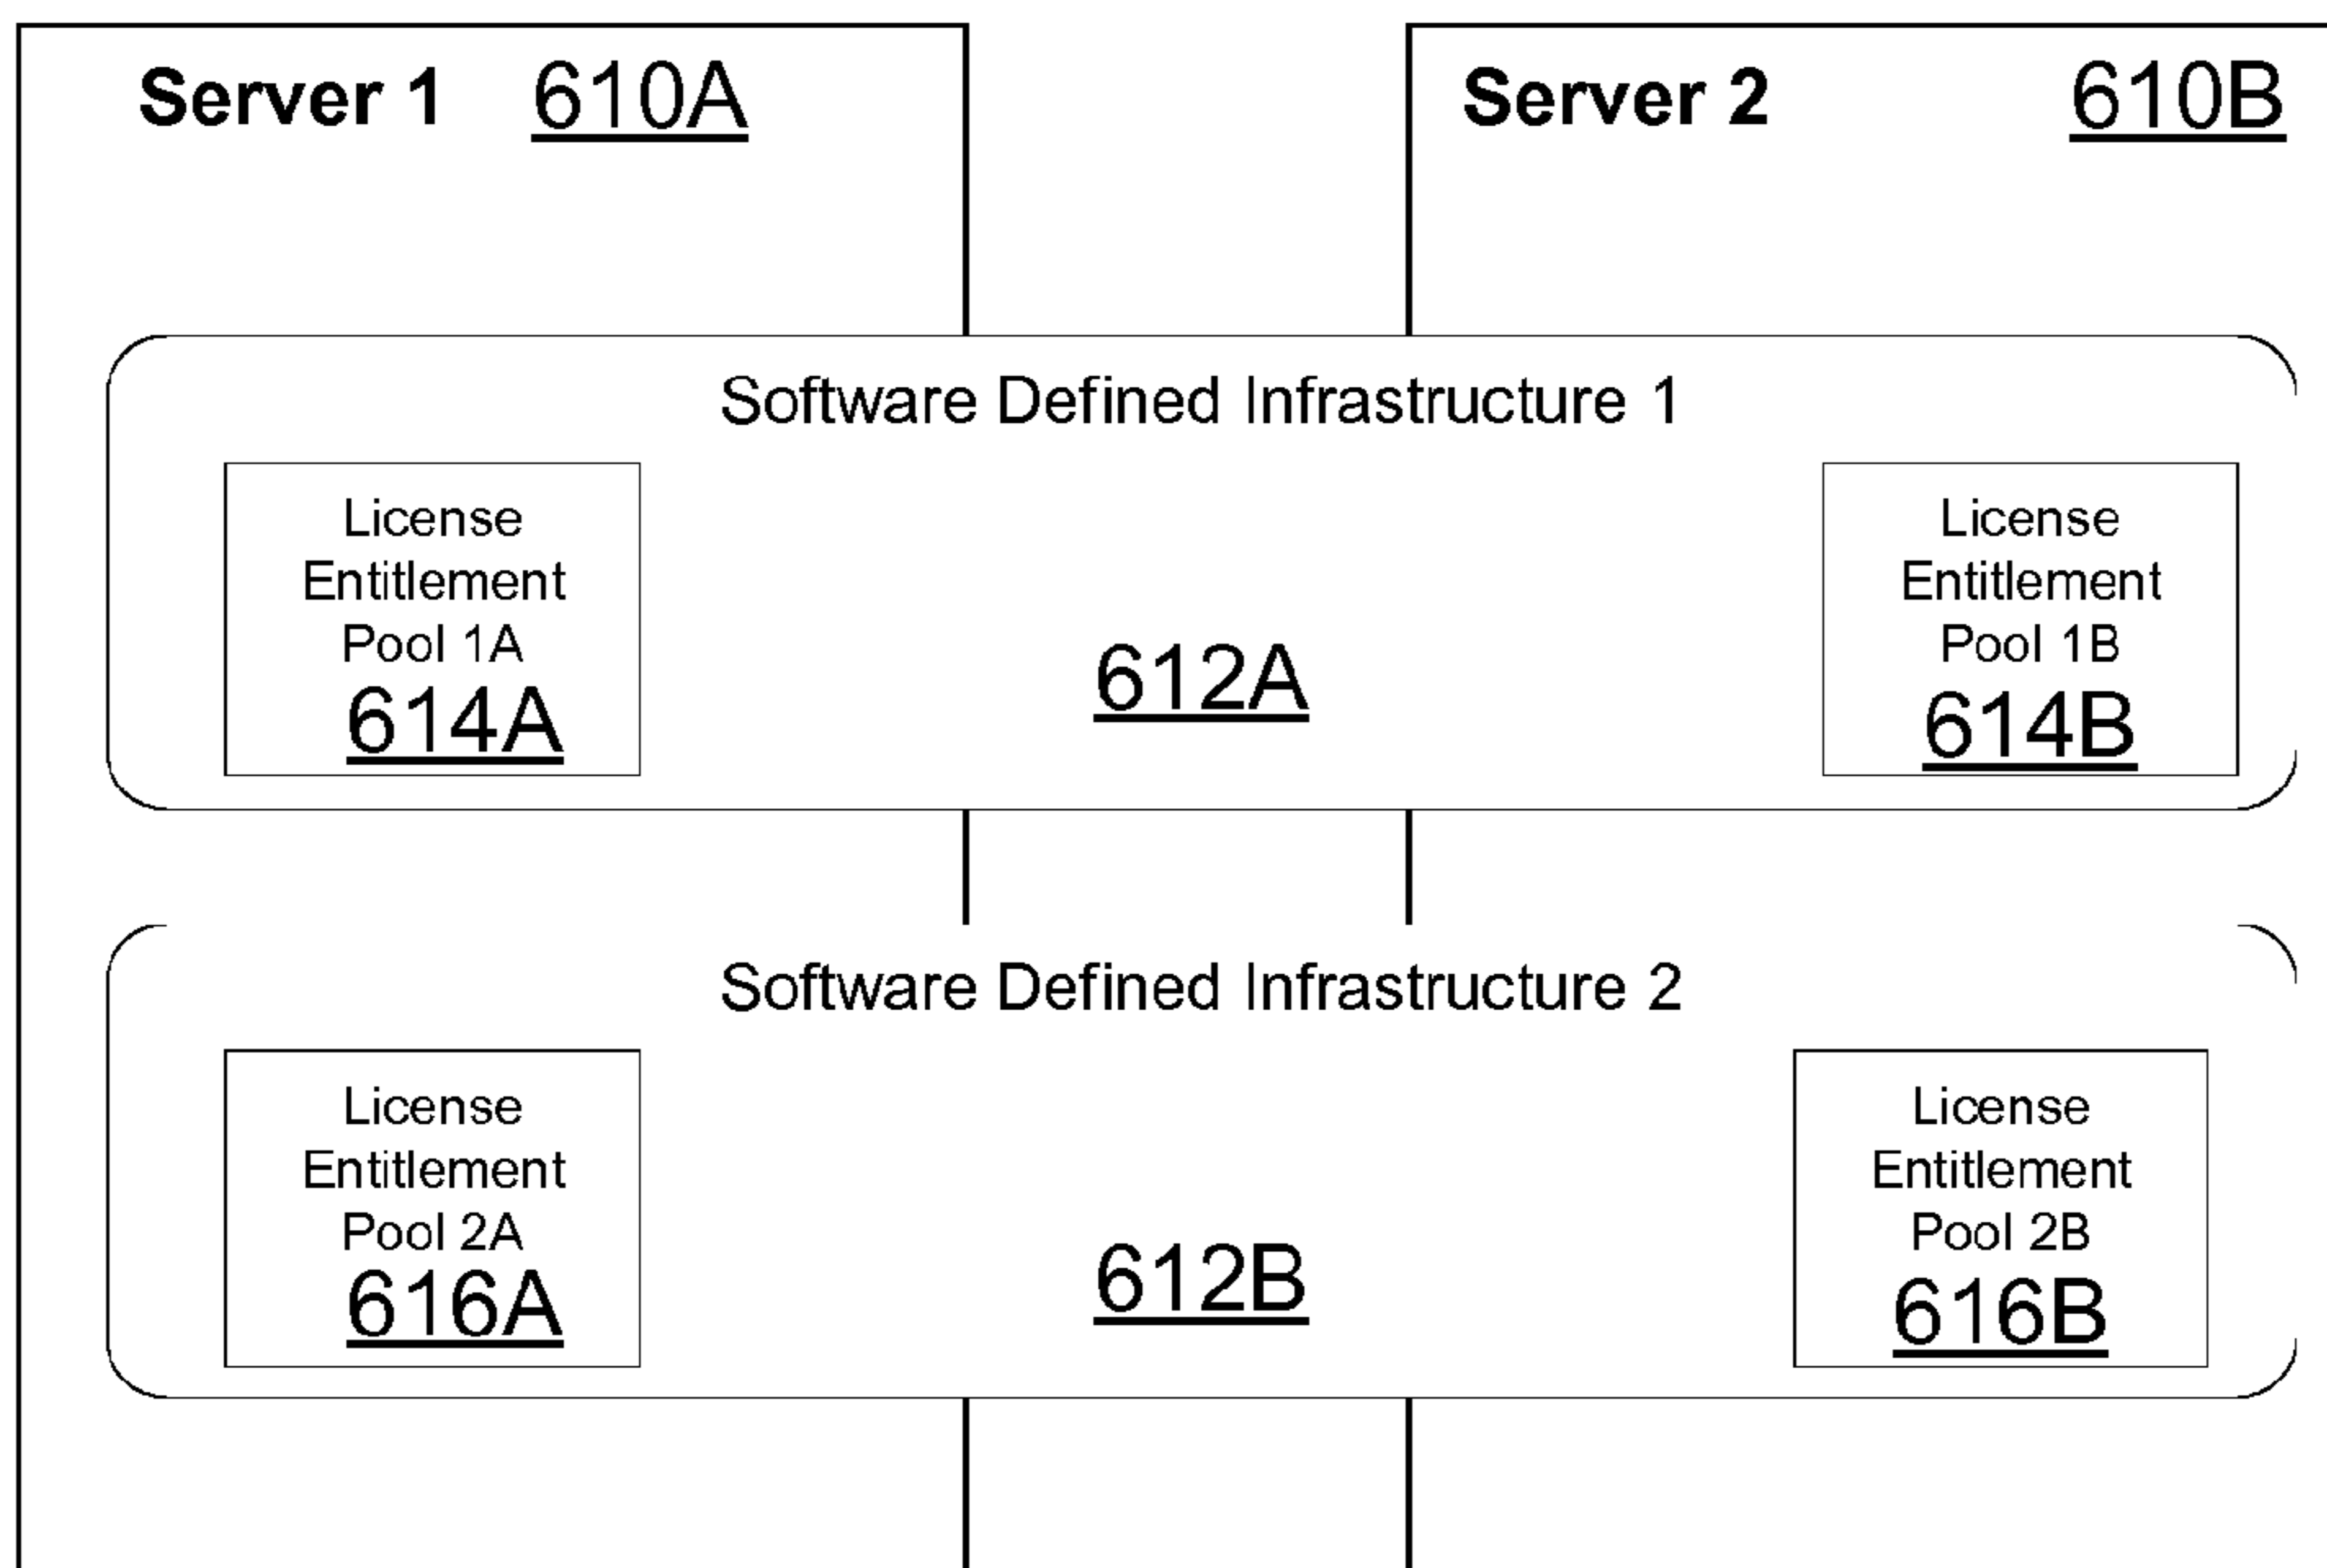 Server 1 610A
Server 2 610B
Software Defined Infrastructure 1
License
Entitlement
Pool 1A
614A
612A
License
Entitlement
Pool 1B
614B
Software Defined Infrastructure 2
License
Entitlement
Pool 2A
616A
612B
License
Entitlement
Pool 2B
616B